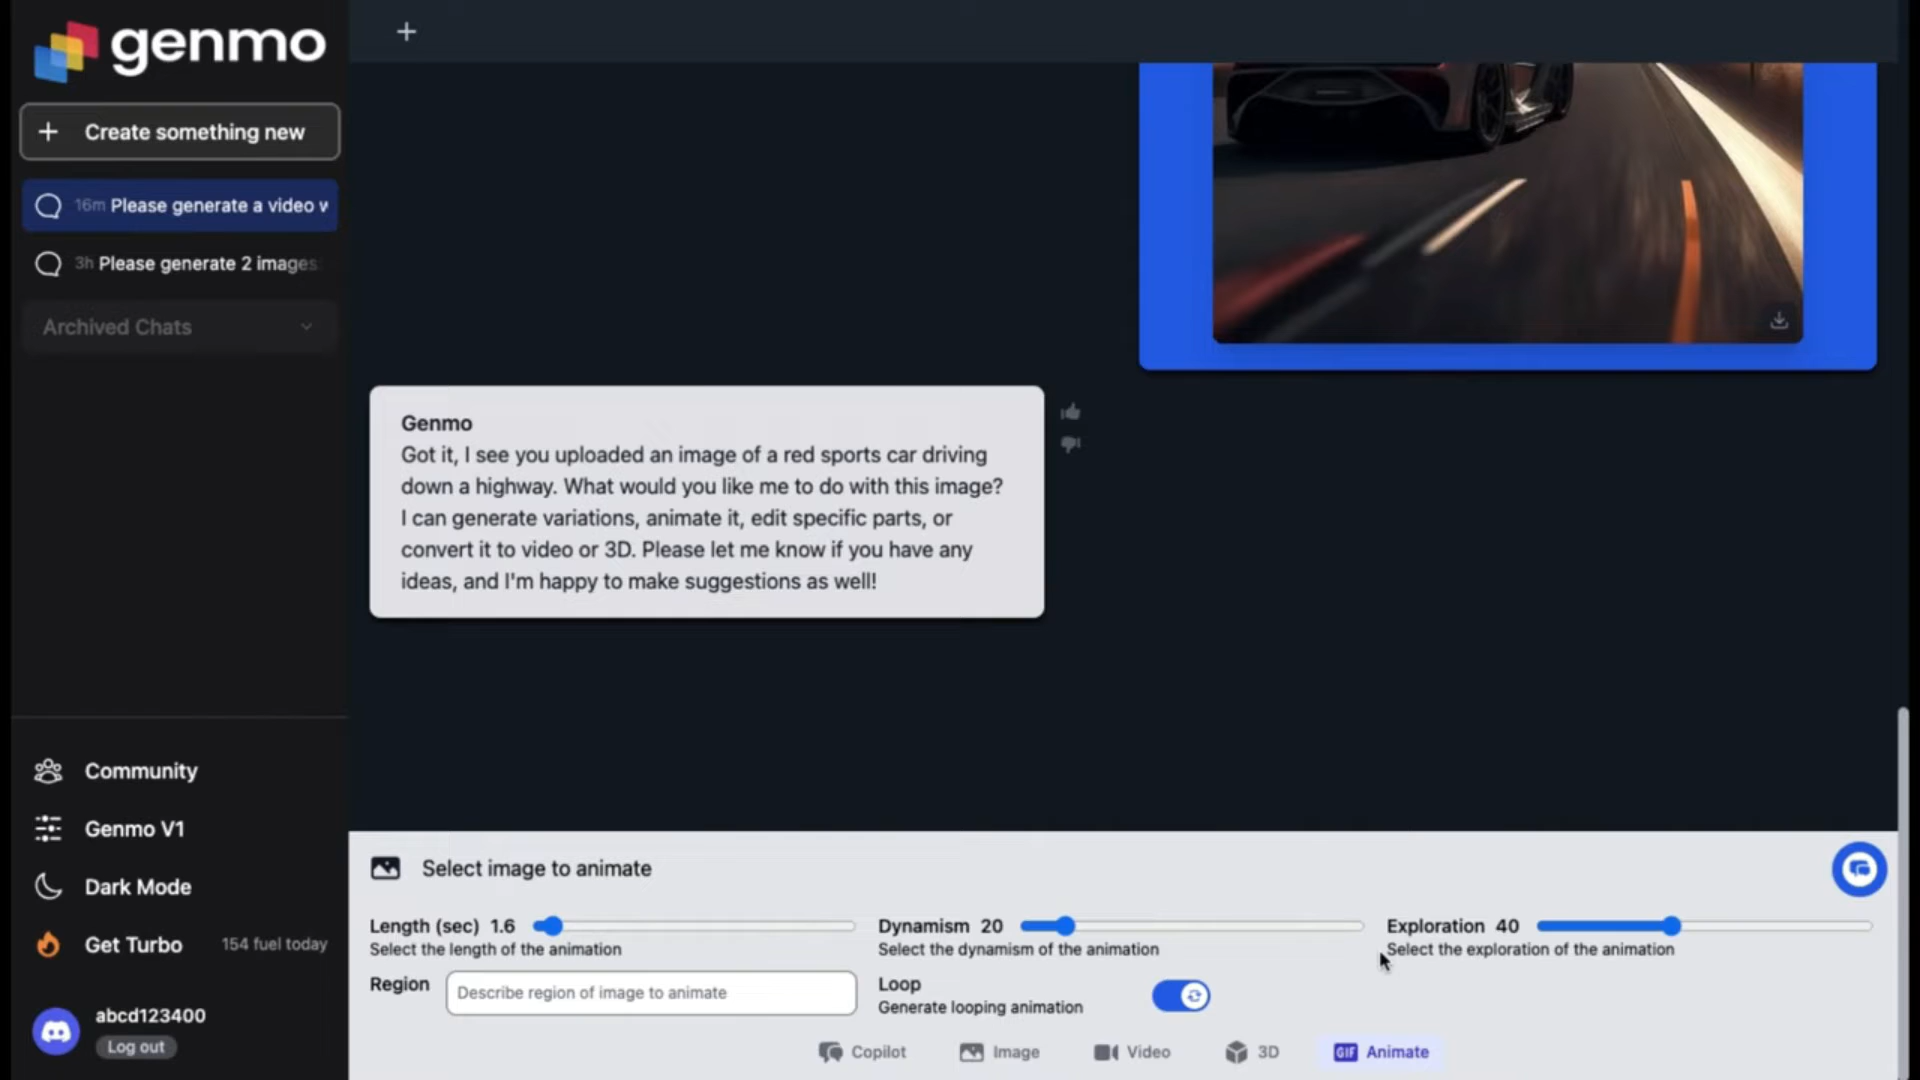 genmo
Create something new
16m Please generate a video w
3h Please generate 2 images
Archived Chats
Genmo
Got it, I see you uploaded an image of a red sports car driving
down a highway. What would you like me to do with this image?
I can generate variations, animate it, edit specific parts, or
convert it to video or 3D. Please let me know if you have any
ideas, and I'm happy to make suggestions as well!
Community
Genmo V1
Dark Mode
Get Turbo 154 fuel today
abcd123400
Log out
Select image to animate
Length (sec) 1.6
Select the length of the animation
Dynamism 20
Select the dynamism of the animation
Exploration 40
Select the exploration of the animation
Region Describe region of image to animate
Loop
Generate looping animation
Copilot Image Video 3D GIF Animate